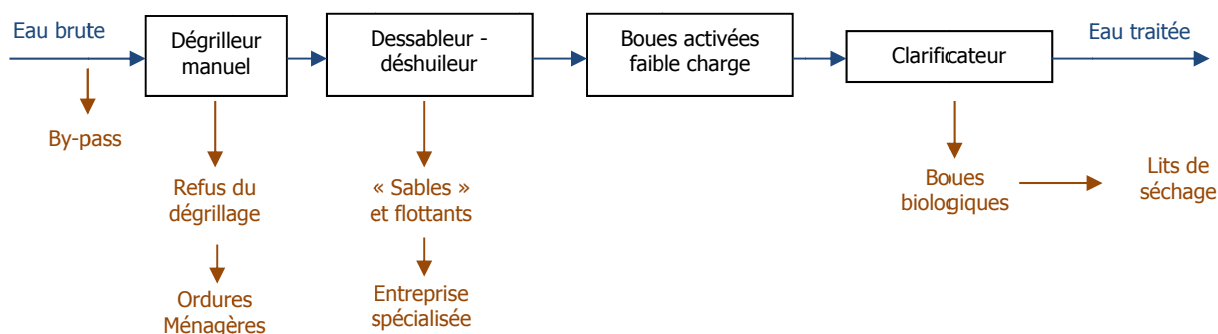 Eau brute
Dégrilleur
manuel
Dessableur -
déshuileur
Boues activées
faible charge
Clarificateur
Eau traitée
By-pass
Refus du
dégrillage
« Sables »
et flottants
Boues
biologiques
Lits de
séchage
Ordures
Ménagères
Entreprise
spécialisée